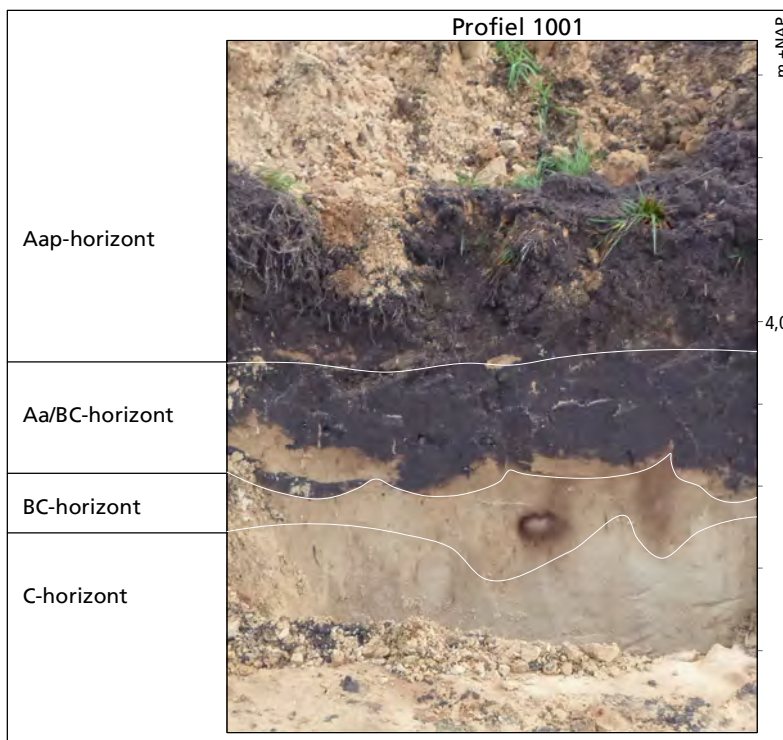 Profiel 1001
m +NAP
Aap-horizont
4,0
Aa/BC-horizont
BC-horizont
C-horizont